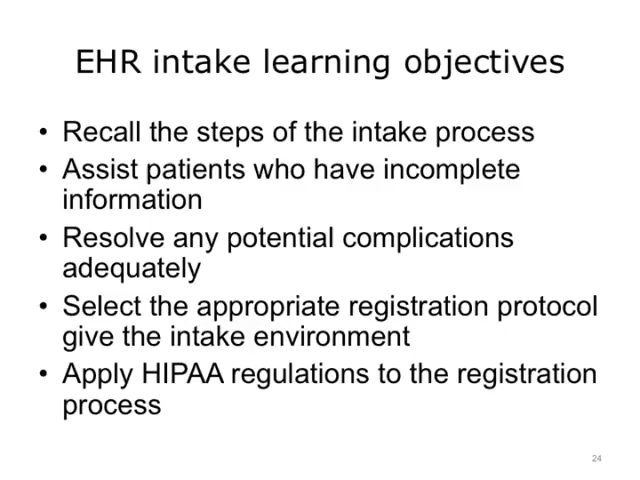 EHR intake learning objectives
• Recall the steps of the intake process
• Assist patients who have incomplete
information
• Resolve any potential complications
adequately
• Select the appropriate registration protocol
give the intake environment
• Apply HIPAA regulations to the registration
process
24